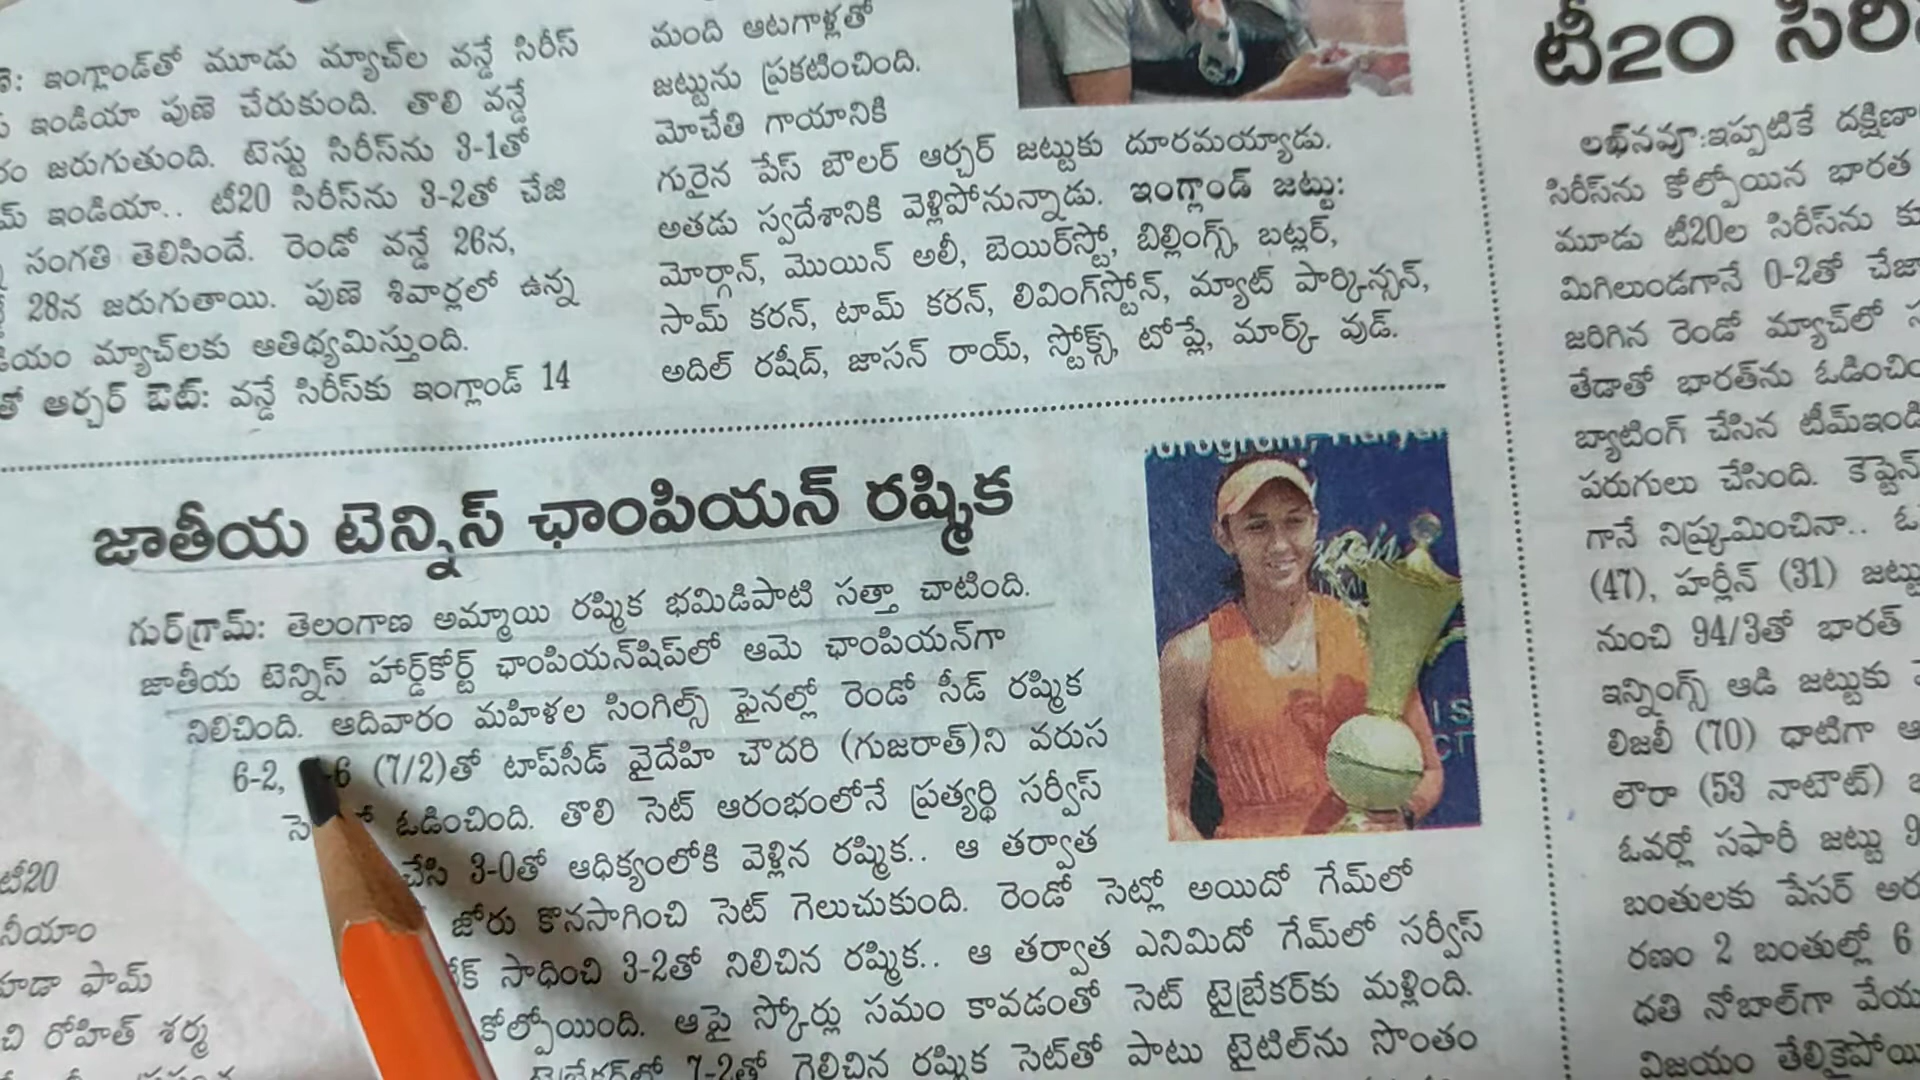 ఇంగ్లాండ్‌తో మూడు మ్యాచ్‌ల వన్డే సిరీస్
ఇండియా పుణె చేరుకుంది. తొలి వన్డే
జరుగుతుంది. టెస్టు సిరీస్‌ను 3-1తో
ఇండియా.. టీ20 సిరీస్‌ను 3-2తో చేజి
సంగతి తెలిసిందే. రెండో వన్డే 26న,
28న జరుగుతాయి. పుణె శివార్లలో ఉన్న
మ్యాచ్‌లకు ఆతిథ్యమిస్తుంది.
ఆర్చర్ ఔట్: వన్డే సిరీస్‌కు ఇంగ్లాండ్ 14
మంది ఆటగాళ్లతో
జట్టును ప్రకటించింది.
మోచేతి గాయానికి
గురైన పేస్ బౌలర్ ఆర్చర్ జట్టుకు దూరమయ్యాడు.
అతడు స్వదేశానికి వెళ్లిపోనున్నాడు. ఇంగ్లాండ్ జట్టు:
మోర్గాన్, మొయిన్ అలీ, బెయిర్‌స్టో, బిల్లింగ్స్, బట్లర్,
సామ్ కరన్, టామ్ కరన్, లివింగ్‌స్టోన్, మ్యాట్ పార్కిన్సన్,
అదిల్ రషీద్, జాసన్ రాయ్, స్టోక్స్, టోప్లే, మార్క్ వుడ్.
జాతీయ టెన్నిస్ ఛాంపియన్ రష్మిక
గుర్‌గ్రామ్: తెలంగాణ అమ్మాయి రష్మిక భమిడిపాటి సత్తా చాటింది.
జాతీయ టెన్నిస్ హార్డ్‌కోర్ట్ ఛాంపియన్‌షిప్‌లో ఆమె ఛాంపియన్‌గా
నిలిచింది. ఆదివారం మహిళల సింగిల్స్ ఫైనల్లో రెండో సీడ్ రష్మిక
6-2, -6 (7/2)తో టాప్‌సీడ్ వైదేహి చౌదరి (గుజరాత్)ని వరుస
ఓడించింది. తొలి సెట్ ఆరంభంలోనే ప్రత్యర్థి సర్వీస్
చేసి 3-0తో ఆధిక్యంలోకి వెళ్లిన రష్మిక.. ఆ తర్వాత
జోరు కొనసాగించి సెట్ గెలుచుకుంది. రెండో సెట్లో అయిదో గేమ్‌లో
సాధించి 3-2తో నిలిచిన రష్మిక.. ఆ తర్వాత ఎనిమిదో గేమ్‌లో సర్వీస్
కోల్పోయింది. ఆపై స్కోర్లు సమం కావడంతో సెట్ టైబ్రేకర్‌కు మళ్లింది.
7-2తో గెలిచిన రష్మిక సెట్‌తో పాటు టైటిల్‌ను సొంతం
టీ20 సిరీ
లఖ్‌నవూ:ఇప్పటికే దక్షిణా
సిరీస్‌ను కోల్పోయిన భారత
మూడు టీ20ల సిరీస్‌ను కూ
మిగిలుండగానే 0-2తో చేజా
జరిగిన రెండో మ్యాచ్‌లో
తేడాతో భారత్‌ను ఓడించిం
బ్యాటింగ్ చేసిన టీమ్ఇండి
పరుగులు చేసింది. కెప్టెన్
గానే నిష్క్రమించినా..
(47), హర్లీన్ (31) జట్టు
నుంచి 94/3తో భారత్
ఇన్నింగ్స్ ఆడి జట్టుకు
లిజలీ (70) ధాటిగా ఆ
లౌరా (53 నాటౌట్)
ఓవర్లో సఫారీ జట్టు 9
బంతులకు పేసర్ అరు
రణం 2 బంతుల్లో 6
ధతి నోబాల్‌గా వేయ
విజయం తేలికైపోయి
టీ20
ఫామ్
రోహిత్ శర్మ